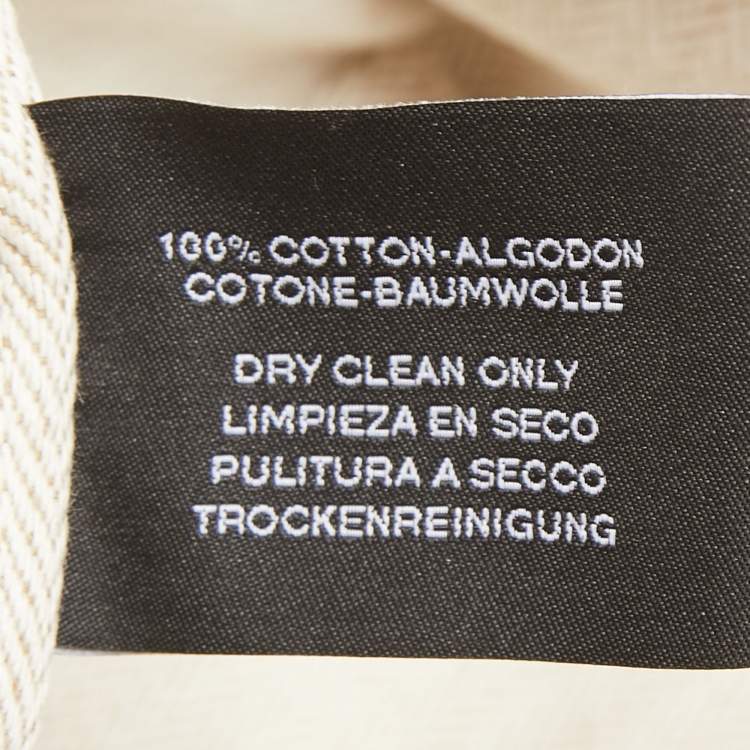 100% COTTON-ALGODON
COTONE-BAUMWOLLE
DRY CLEAN ONLY
LIMPIEZA EN SECO
PULITURA A SECCO
TROCKENREINIGUNG